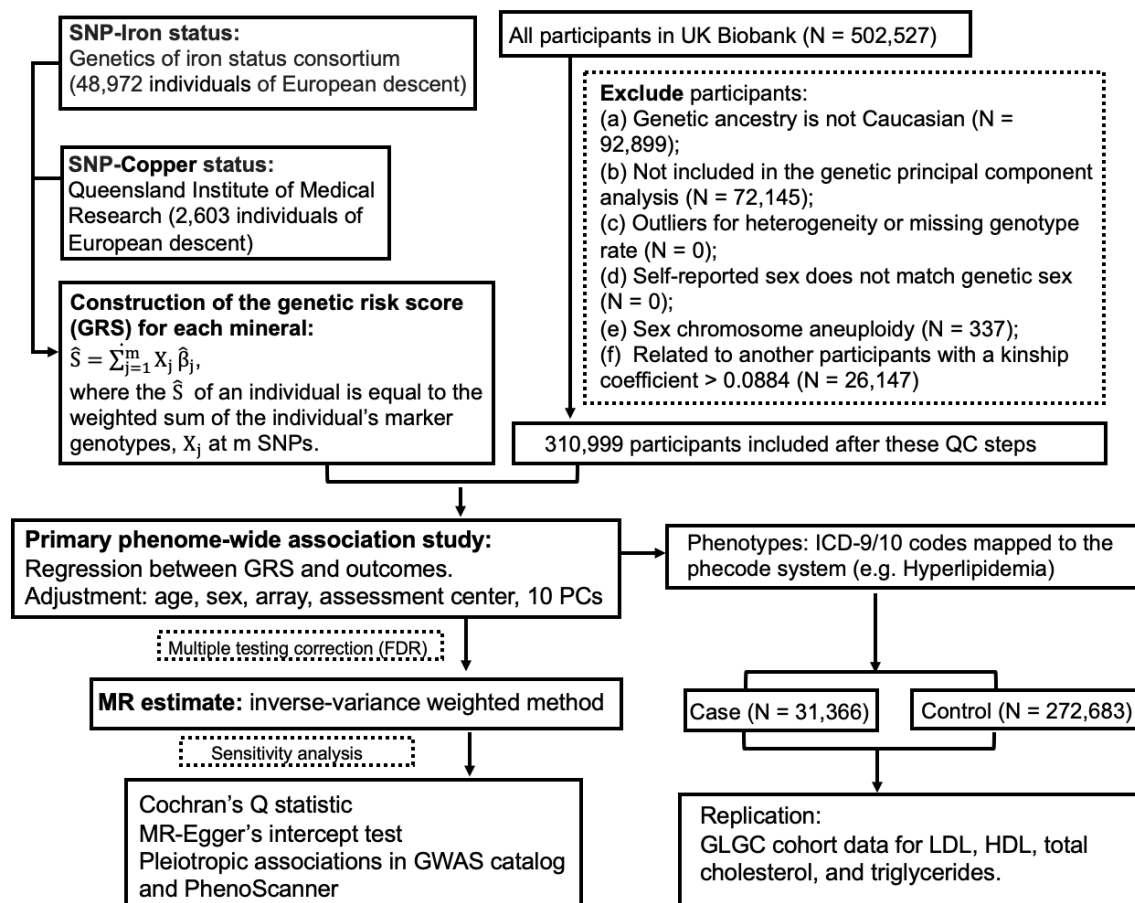 SNP-Iron status:
Genetics of iron status consortium
(48,972 individuals of European descent)
SNP-Copper status:
Queensland Institute of Medical
Research (2,603 individuals of
European descent)
Construction of the genetic risk score
(GRS) for each mineral:
Ŝ = ∑ᵐⱼ₌₁ Xⱼ β̂ⱼ,
where the Ŝ of an individual is equal to the
weighted sum of the individual's marker
genotypes, Xⱼ at m SNPs.
All participants in UK Biobank (N = 502,527)
Exclude participants:
(a) Genetic ancestry is not Caucasian (N =
92,899);
(b) Not included in the genetic principal component
analysis (N = 72,145);
(c) Outliers for heterogeneity or missing genotype
rate (N = 0);
(d) Self-reported sex does not match genetic sex
(N = 0);
(e) Sex chromosome aneuploidy (N = 337);
(f) Related to another participants with a kinship
coefficient > 0.0884 (N = 26,147)
310,999 participants included after these QC steps
Primary phenome-wide association study:
Regression between GRS and outcomes.
Adjustment: age, sex, array, assessment center, 10 PCs
Multiple testing correction (FDR)
MR estimate: inverse-variance weighted method
Sensitivity analysis
Cochran's Q statistic
MR-Egger's intercept test
Pleiotropic associations in GWAS catalog
and PhenoScanner
Phenotypes: ICD-9/10 codes mapped to the
phecode system (e.g. Hyperlipidemia)
Case (N = 31,366)
Control (N = 272,683)
Replication:
GLGC cohort data for LDL, HDL, total
cholesterol, and triglycerides.